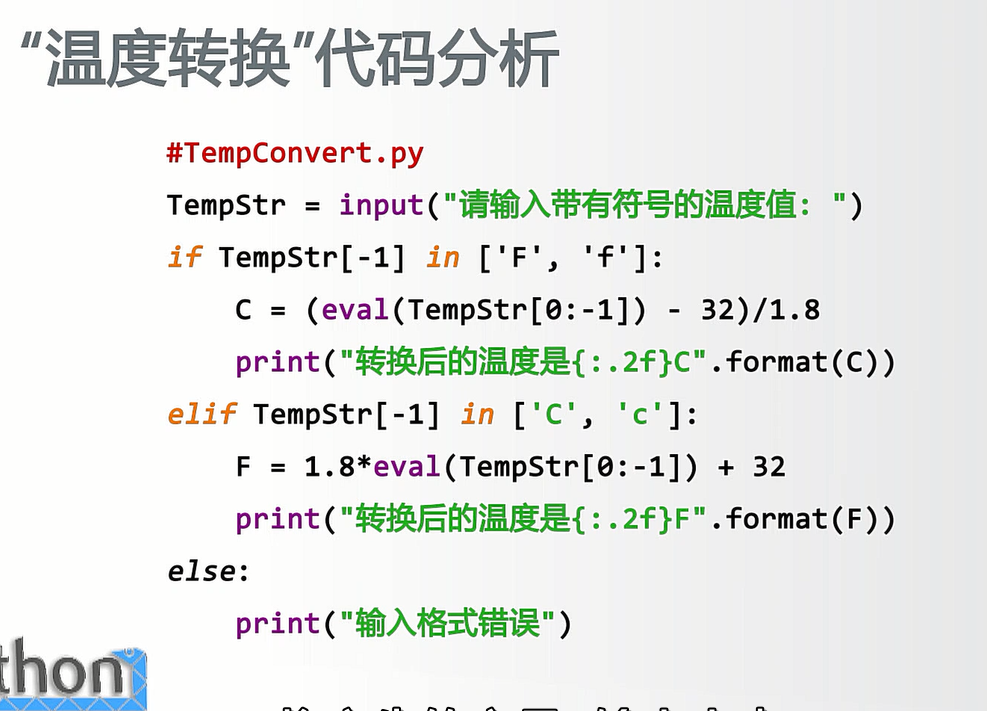 “温度转换”代码分析
#TempConvert.py
TempStr = input("请输入带有符号的温度值: ")
if TempStr[-1] in ['F', 'f']:
    C = (eval(TempStr[0:-1]) - 32)/1.8
    print("转换后的温度是{:.2f}C".format(C))
elif TempStr[-1] in ['C', 'c']:
    F = 1.8*eval(TempStr[0:-1]) + 32
    print("转换后的温度是{:.2f}F".format(F))
else:
    print("输入格式错误")
thon